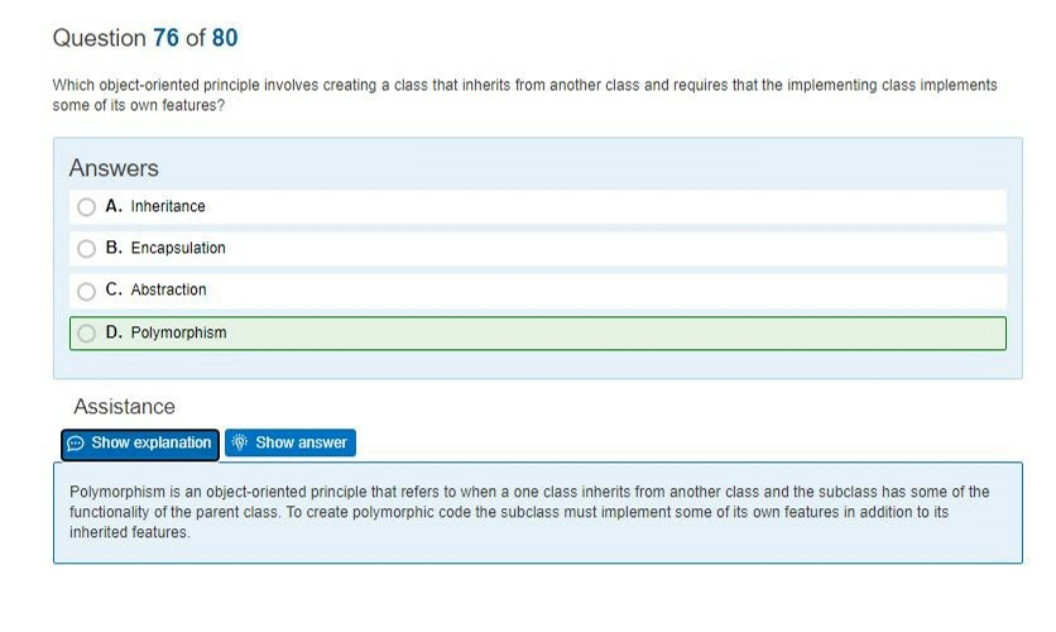 Question 76 of 80
Which object-oriented principle involves creating a class that inherits from another class and requires that the implementing class implements
some of its own features?
Answers
A. Inheritance
B. Encapsulation
C. Abstraction
D. Polymorphism
Assistance
Show explanation Show answer
Polymorphism is an object-oriented principle that refers to when a one class inherits from another class and the subclass has some of the
functionality of the parent class. To create polymorphic code the subclass must implement some of its own features in addition to its
inherited features.